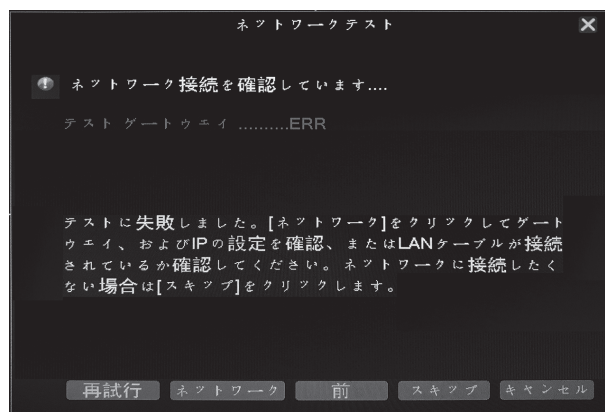 ネットワークテスト
ネットワーク接続を確認しています....
テスト ゲートウェイ ..........ERR
テストに失敗しました。[ネットワーク]をクリックしてゲート
ウェイ、およびIPの設定を確認、またはLANケーブルが接続
されているか確認してください。ネットワークに接続したく
ない場合は[スキップ]をクリックします。
再試行 ネットワーク 前 スキップ キャンセル